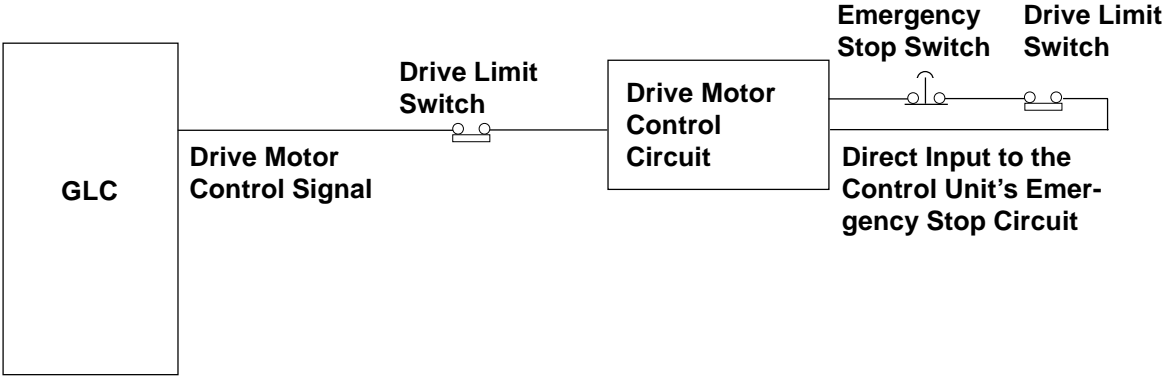 Emergency
Stop Switch
Drive Limit
Switch
Drive Limit
Switch
Drive Motor
Control
Circuit
GLC
Drive Motor
Control Signal
Direct Input to the
Control Unit's Emer-
gency Stop Circuit